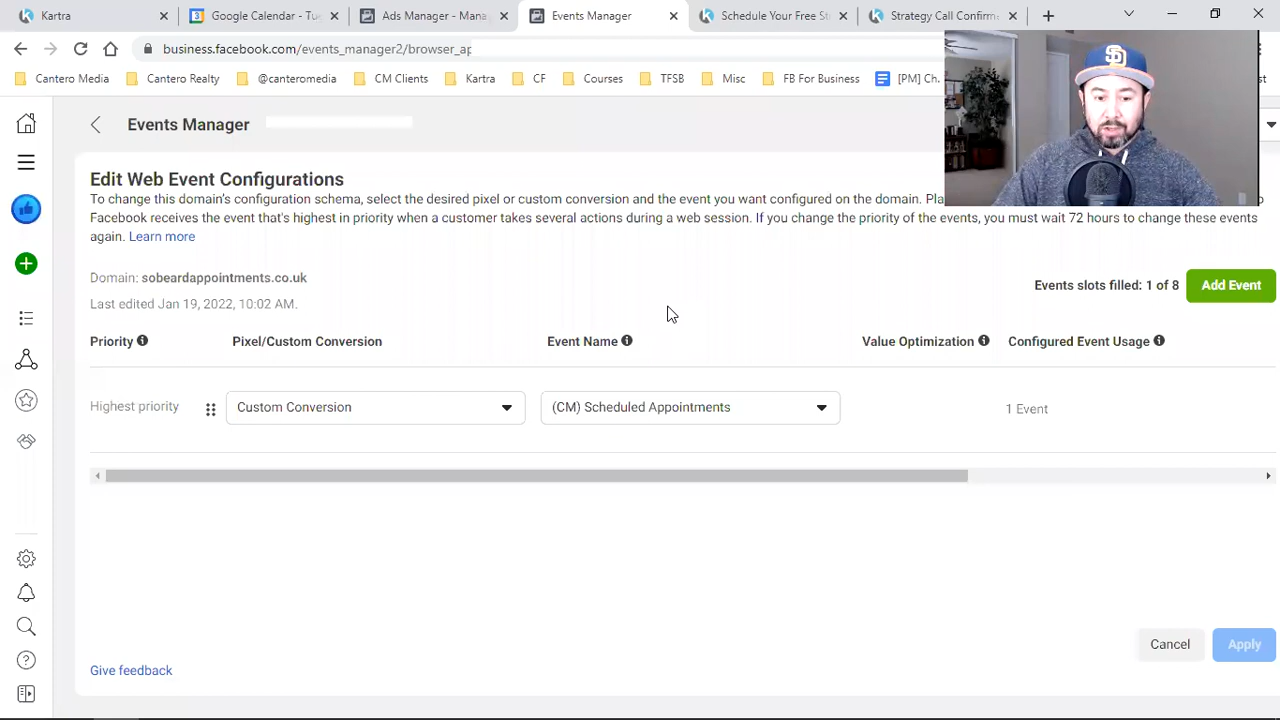 Kartra
Google Calendar - Tu
Ads Manager - Mana
Events Manager
Schedule Your Free St
Strategy Call Confirm
business.facebook.com/events_manager2/browser_ap
Cantero Media
Cantero Realty
@canteromedia
CM Clients
Kartra
CF
Courses
TFSB
Misc
FB For Business
[PM] Ch.
st
Events Manager
Edit Web Event Configurations
To change this domain's configuration schema, select the desired pixel or custom conversion and the event you want configured on the domain. Pla
Facebook receives the event that's highest in priority when a customer takes several actions during a web session. If you change the priority of the events, you must wait 72 hours to change these events
again. Learn more
Domain: sobeardappointments.co.uk
Last edited Jan 19, 2022, 10:02 AM.
Events slots filled: 1 of 8
Add Event
Priority
Pixel/Custom Conversion
Event Name
Value Optimization
Configured Event Usage
Highest priority
Custom Conversion
(CM) Scheduled Appointments
1 Event
Cancel
Apply
Give feedback